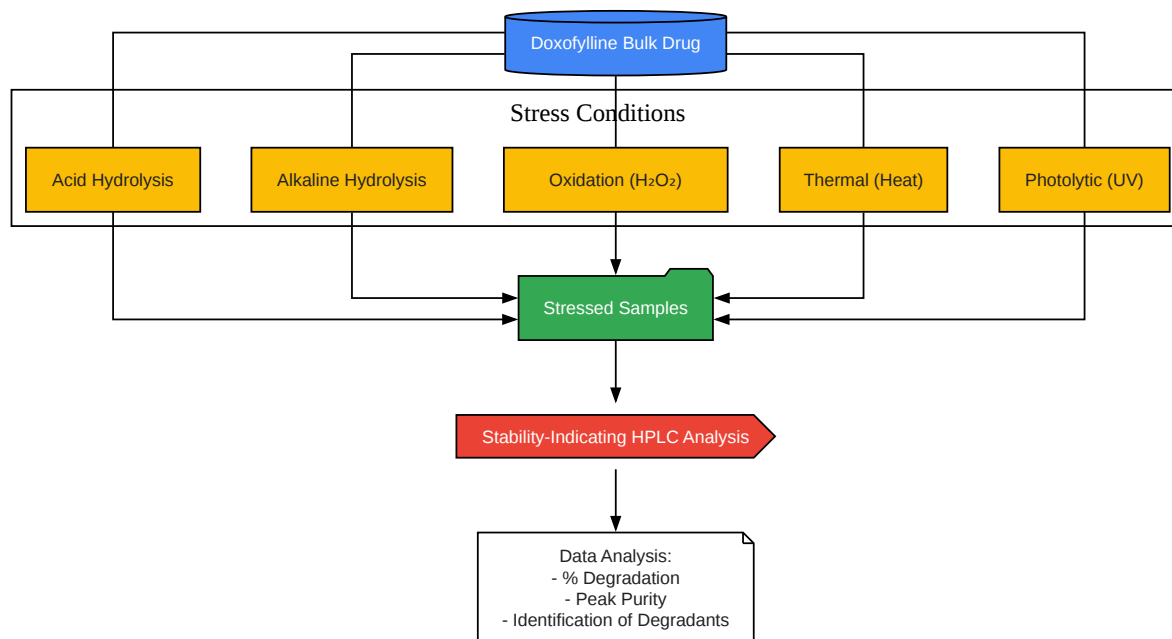 Doxofylline Bulk Drug
Stress Conditions
Acid Hydrolysis
Alkaline Hydrolysis
Oxidation (H₂O₂)
Thermal (Heat)
Photolytic (UV)
Stressed Samples
Stability-Indicating HPLC Analysis
Data Analysis:
- % Degradation
- Peak Purity
- Identification of Degradants